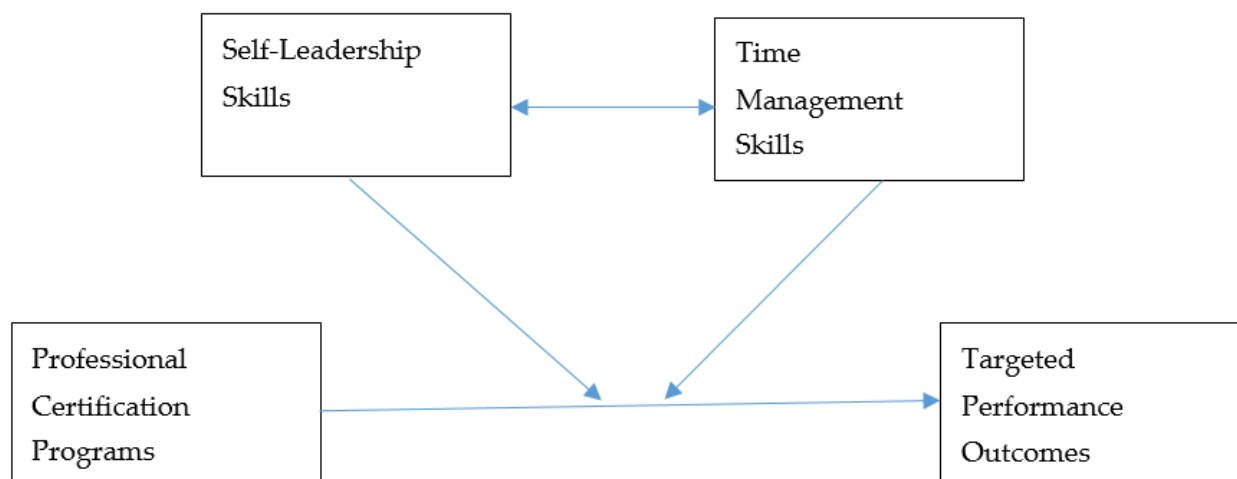 Self-Leadership
Skills
Time
Management
Skills
Professional
Certification
Programs
Targeted
Performance
Outcomes